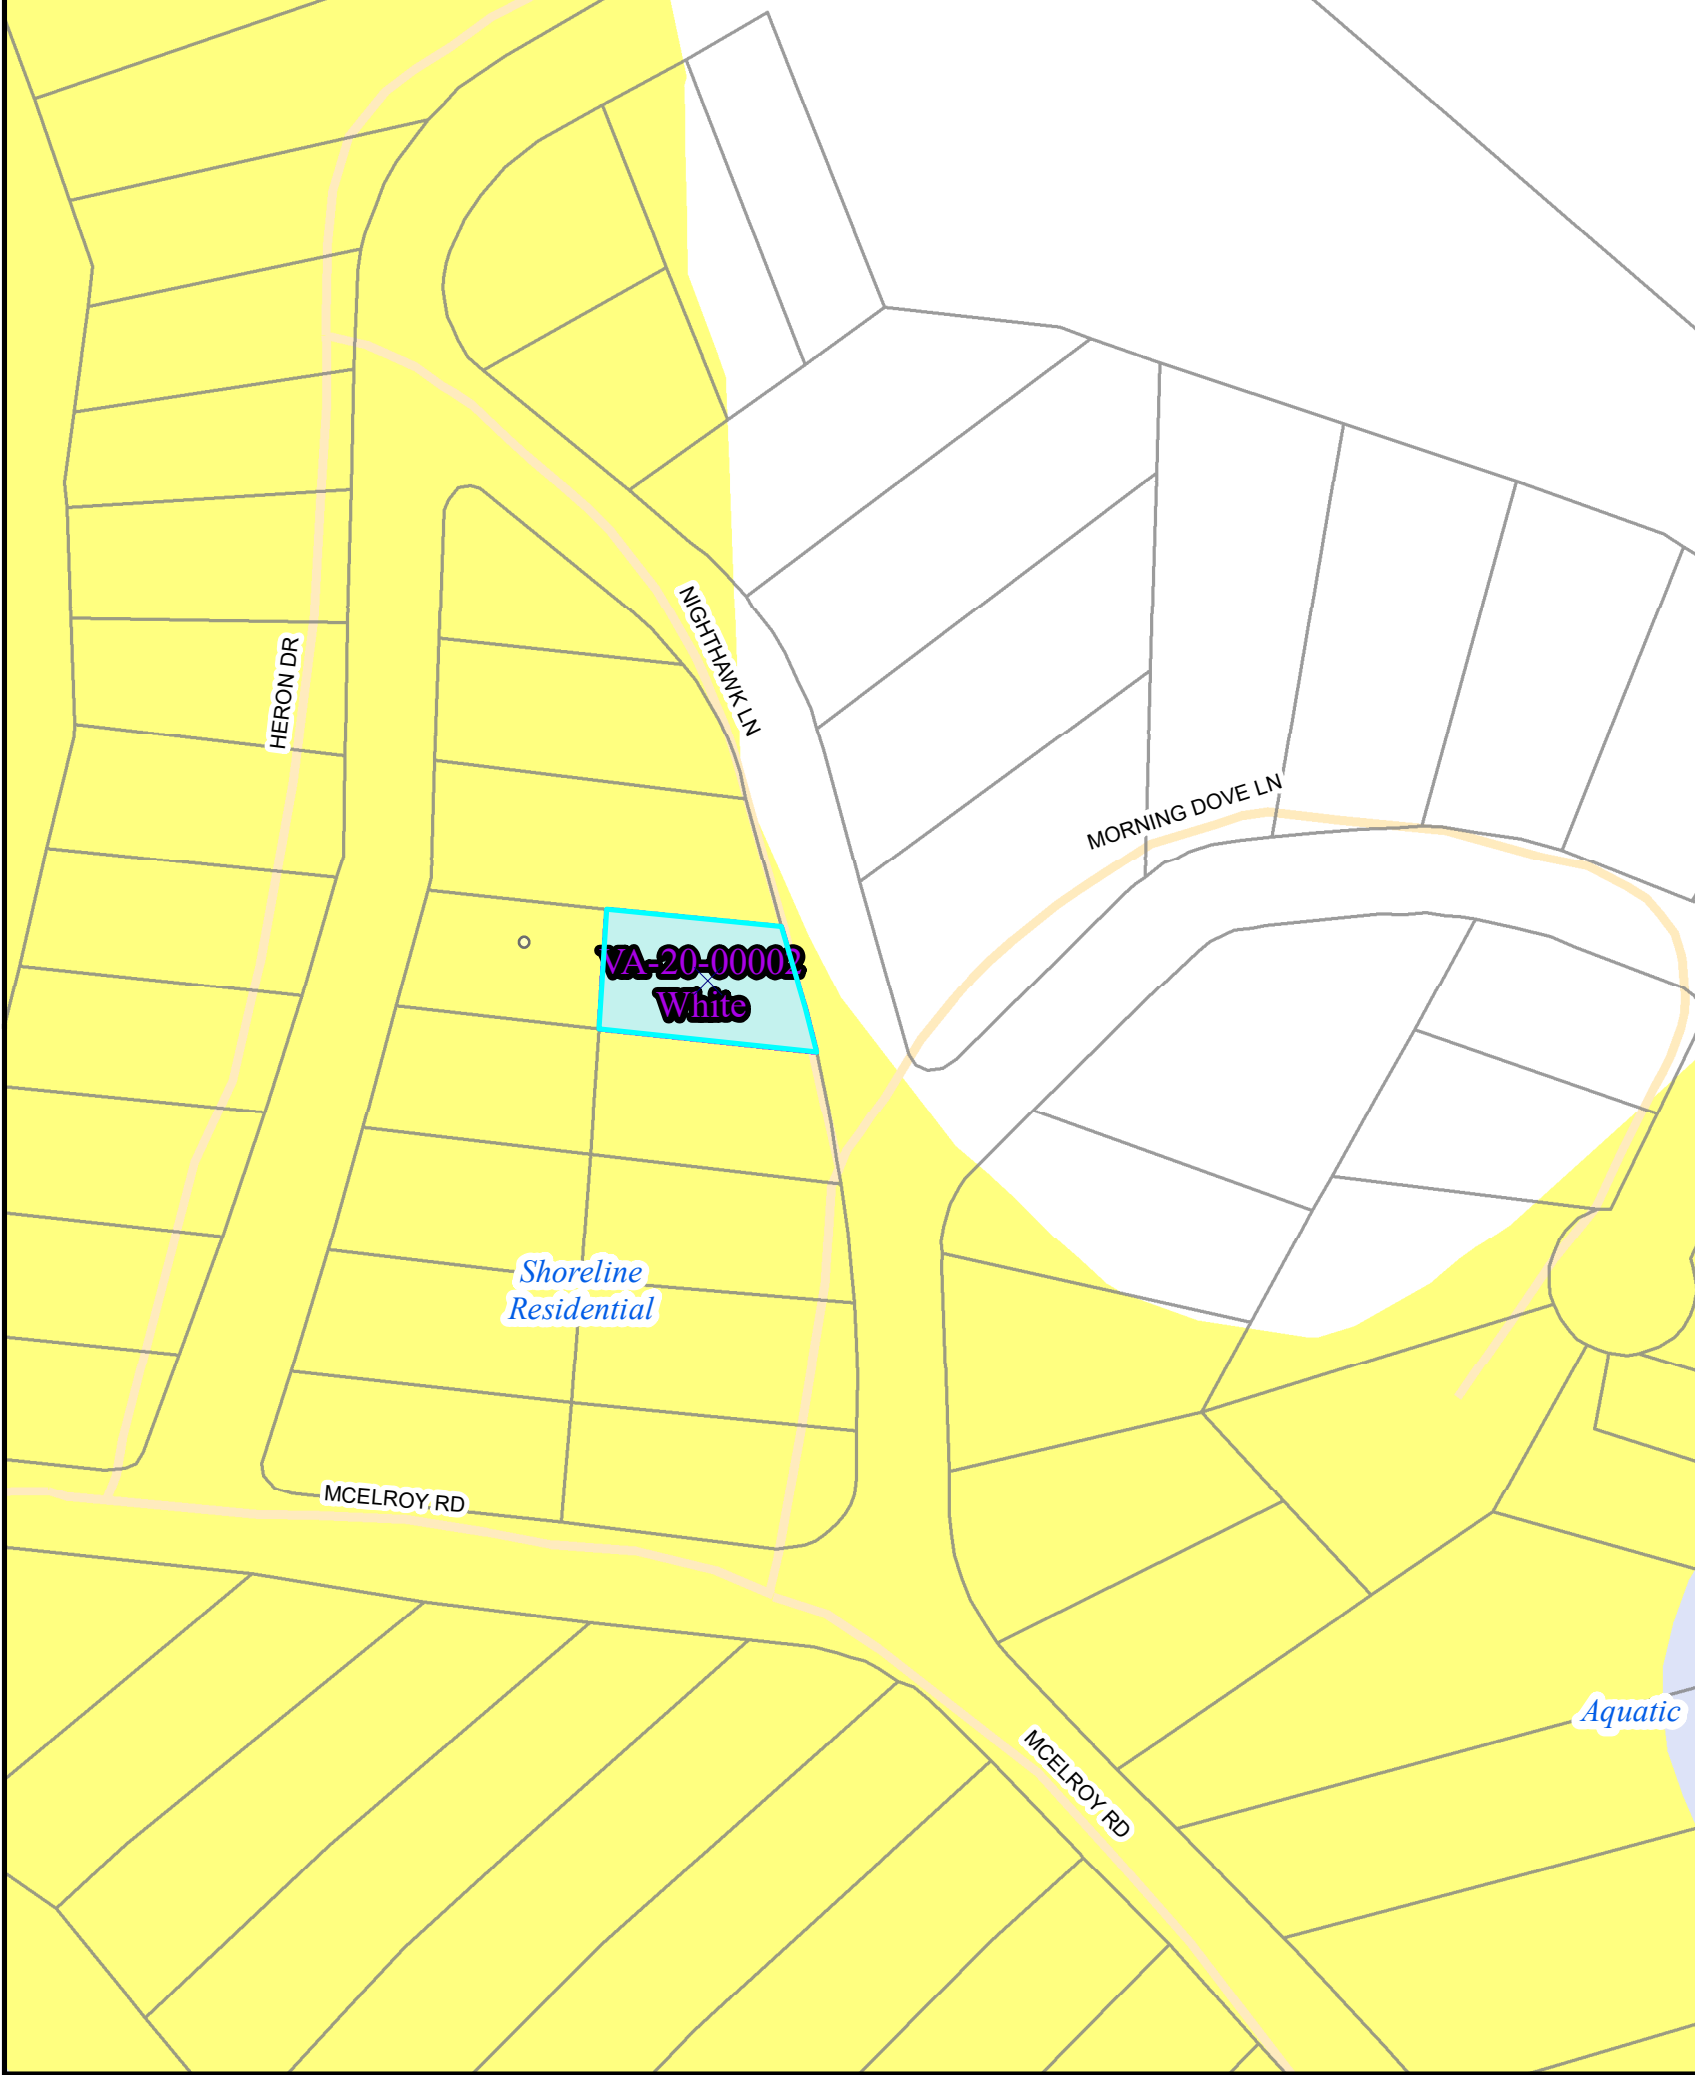 NIGHTHAWK LN
HERON DR
MORNING DOVE LN
VA-20-00002
White
Shoreline
Residential
MCELROY RD
Aquatic
MCELROY RD